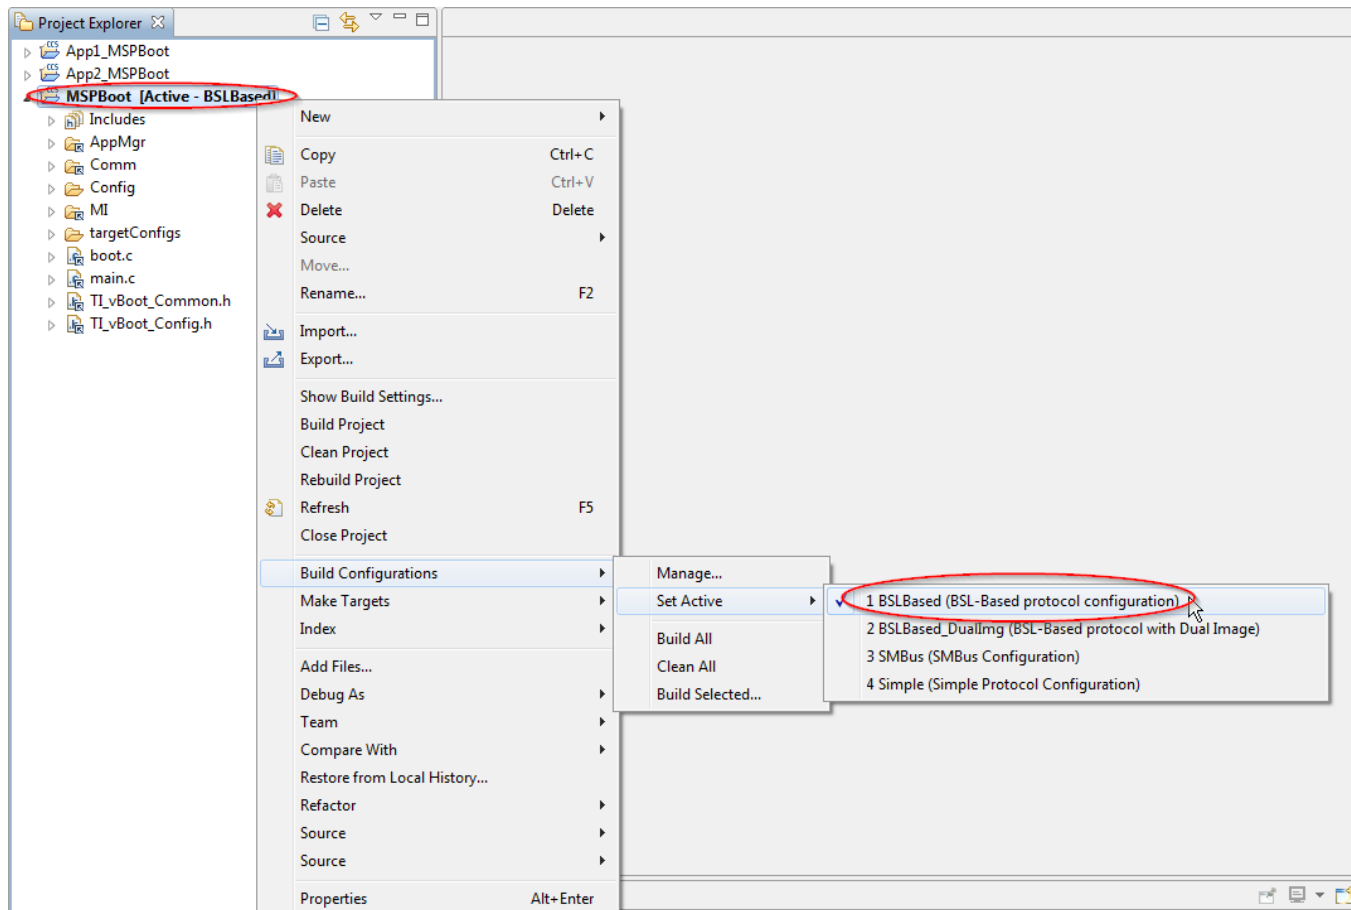 Project Explorer
App1_MSPBoot
App2_MSPBoot
MSPBoot [Active - BSLBased]
Includes
AppMgr
Comm
Config
MI
targetConfigs
boot.c
main.c
TI_vBoot_Common.h
TI_vBoot_Config.h
New
Copy Ctrl+C
Paste Ctrl+V
Delete Delete
Source
Move...
Rename... F2
Import...
Export...
Show Build Settings...
Build Project
Clean Project
Rebuild Project
Refresh F5
Close Project
Build Configurations
Make Targets
Index
Add Files...
Debug As
Team
Compare With
Restore from Local History...
Refactor
Source
Source
Properties Alt+Enter
Manage...
Set Active
Build All
Clean All
Build Selected...
1 BSLBased (BSL-Based protocol configuration)
2 BSLBased_DualImg (BSL-Based protocol with Dual Image)
3 SMBus (SMBus Configuration)
4 Simple (Simple Protocol Configuration)